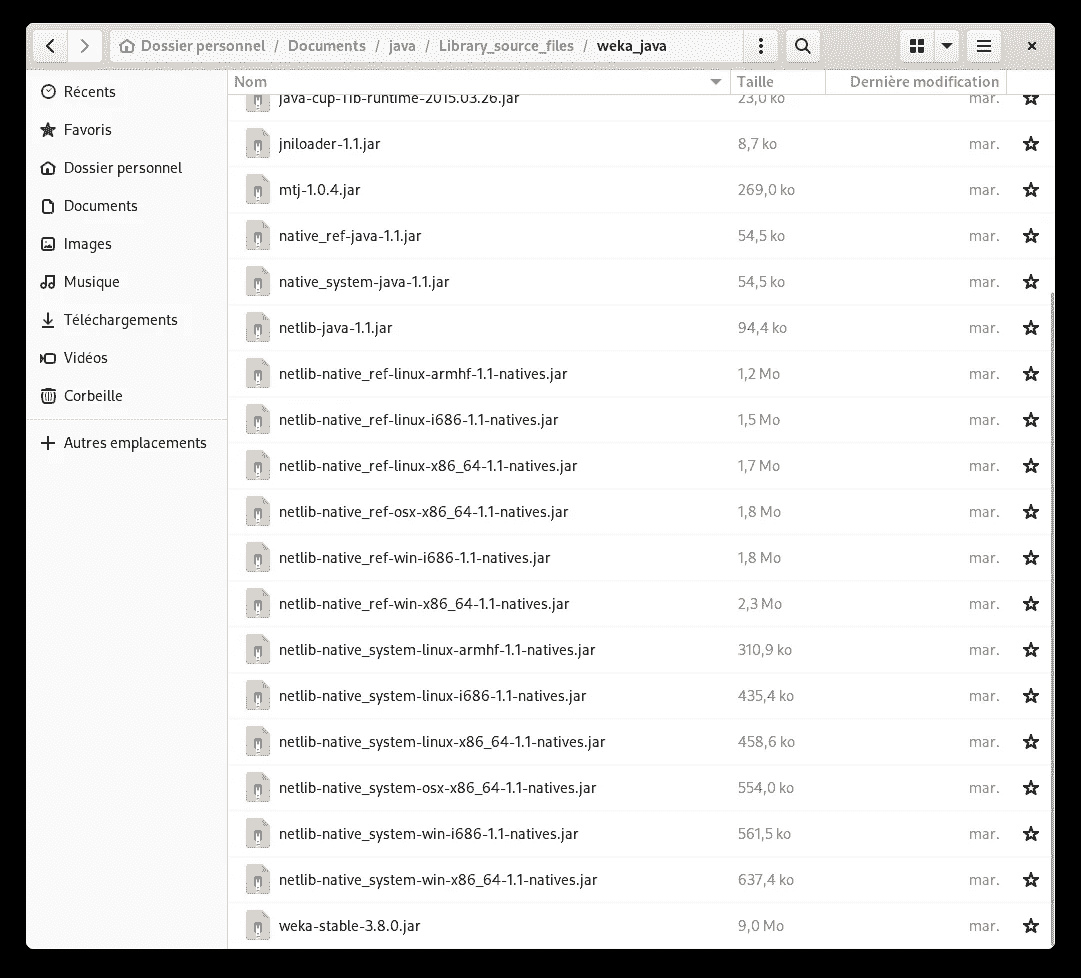 Dossier personnel / Documents / java / Library_source_files / weka_java
Récents
Favoris
Dossier personnel
Documents
Images
Musique
Téléchargements
Vidéos
Corbeille
Autres emplacements
Nom Taille Dernière modification
java-cup-11b-runtime-2015.03.26.jar 23,0 ko mar.
jniloader-1.1.jar 8,7 ko mar.
mtj-1.0.4.jar 269,0 ko mar.
native_ref-java-1.1.jar 54,5 ko mar.
native_system-java-1.1.jar 54,5 ko mar.
netlib-java-1.1.jar 94,4 ko mar.
netlib-native_ref-linux-armhf-1.1-natives.jar 1,2 Mo mar.
netlib-native_ref-linux-i686-1.1-natives.jar 1,5 Mo mar.
netlib-native_ref-linux-x86_64-1.1-natives.jar 1,7 Mo mar.
netlib-native_ref-osx-x86_64-1.1-natives.jar 1,8 Mo mar.
netlib-native_ref-win-i686-1.1-natives.jar 1,8 Mo mar.
netlib-native_ref-win-x86_64-1.1-natives.jar 2,3 Mo mar.
netlib-native_system-linux-armhf-1.1-natives.jar 310,9 ko mar.
netlib-native_system-linux-i686-1.1-natives.jar 435,4 ko mar.
netlib-native_system-linux-x86_64-1.1-natives.jar 458,6 ko mar.
netlib-native_system-osx-x86_64-1.1-natives.jar 554,0 ko mar.
netlib-native_system-win-i686-1.1-natives.jar 561,5 ko mar.
netlib-native_system-win-x86_64-1.1-natives.jar 637,4 ko mar.
weka-stable-3.8.0.jar 9,0 Mo mar.